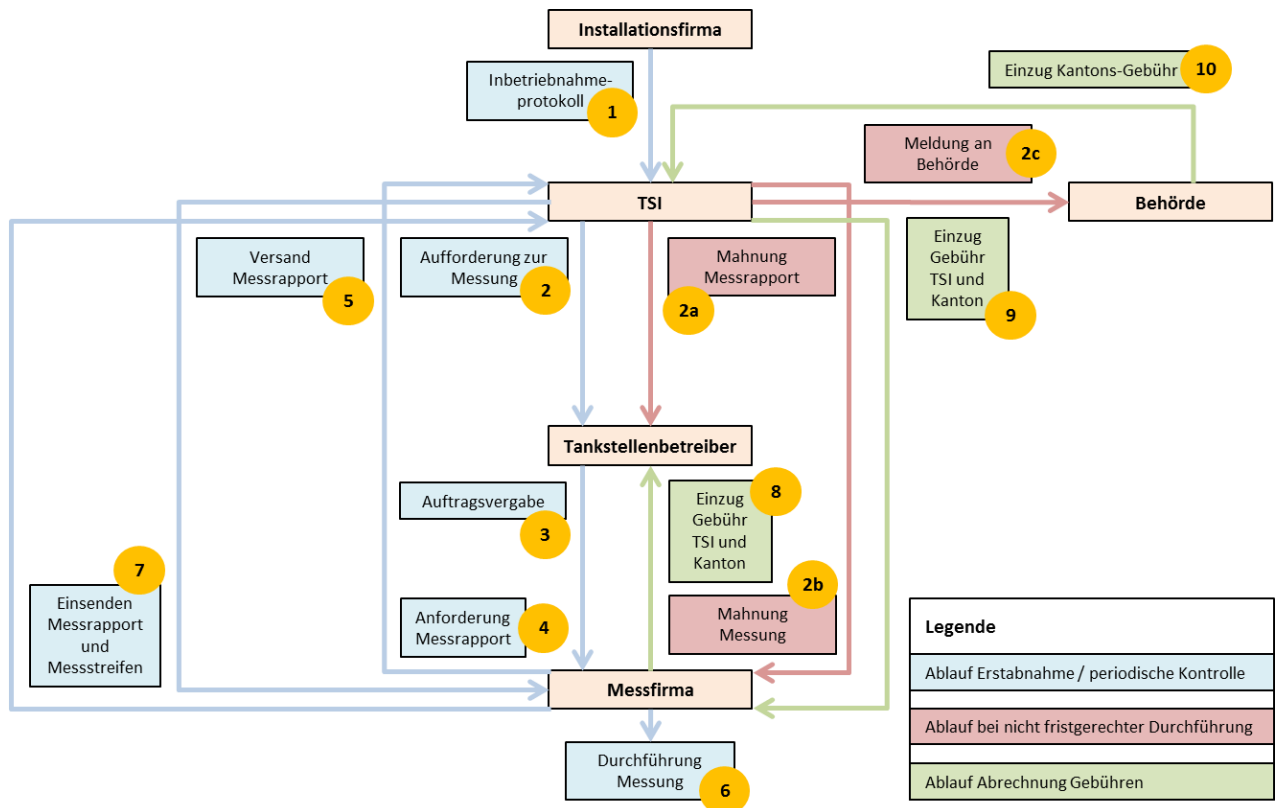 Installationsfirma
Inbetriebnahme-
protokoll
1
Einzug Kantons-Gebühr
10
Meldung an
Behörde
2c
TSI
Behörde
Versand
Messrapport
5
Aufforderung zur
Messung
2
Mahnung
Messrapport
2a
Einzug
Gebühr
TSI und
Kanton
9
Tankstellenbetreiber
Auftragsvergabe
3
Einzug
Gebühr
TSI und
Kanton
8
7
Einsenden
Messrapport
und
Messstreifen
Anforderung
Messrapport
4
Mahnung
Messung
2b
Messfirma
Durchführung
Messung
6
Legende
Ablauf Erstabnahme / periodische Kontrolle
Ablauf bei nicht fristgerechter Durchführung
Ablauf Abrechnung Gebühren